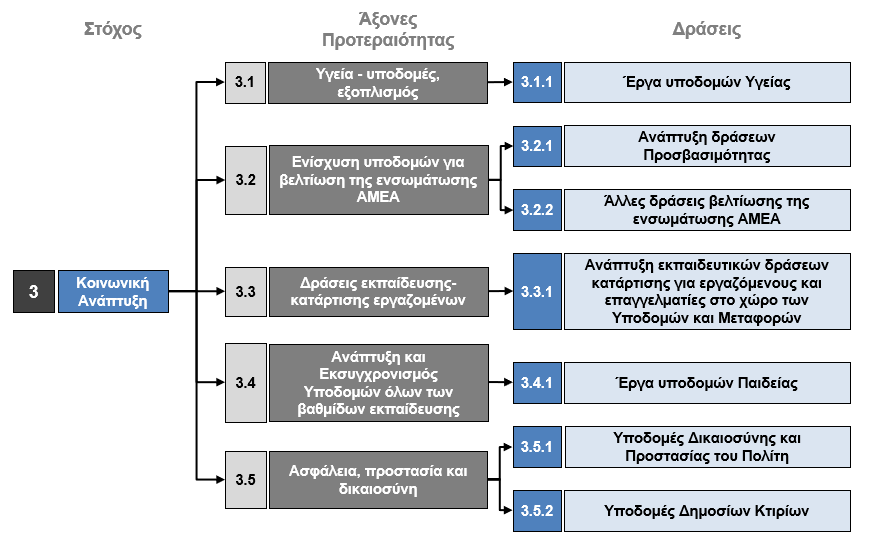 Στόχος
Άξονες
Προτεραιότητας
Δράσεις
3
Κοινωνική
Ανάπτυξη
3.1
Υγεία - υποδομές,
εξοπλισμός
3.1.1
Έργα υποδομών Υγείας
3.2
Ενίσχυση υποδομών για
βελτίωση της ενσωμάτωσης
ΑΜΕΑ
3.2.1
Ανάπτυξη δράσεων
Προσβασιμότητας
3.2.2
Άλλες δράσεις βελτίωσης της
ενσωμάτωσης ΑΜΕΑ
3.3
Δράσεις εκπαίδευσης-
κατάρτισης εργαζομένων
3.3.1
Ανάπτυξη εκπαιδευτικών δράσεων
κατάρτισης για εργαζόμενους και
επαγγελματίες στο χώρο των
Υποδομών και Μεταφορών
3.4
Ανάπτυξη και
Εκσυγχρονισμός
Υποδομών όλων των
βαθμίδων εκπαίδευσης
3.4.1
Έργα υποδομών Παιδείας
3.5
Ασφάλεια, προστασία και
δικαιοσύνη
3.5.1
Υποδομές Δικαιοσύνης και
Προστασίας του Πολίτη
3.5.2
Υποδομές Δημοσίων Κτιρίων